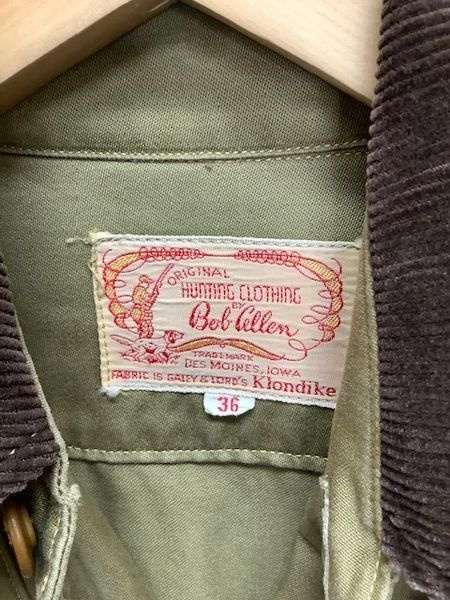 ORIGINAL
HUNTING CLOTHING
BY
Bob Allen
TRADEMARK
DES MOINES, IOWA
FABRIC IS GALEY & LORD'S Klondike
36